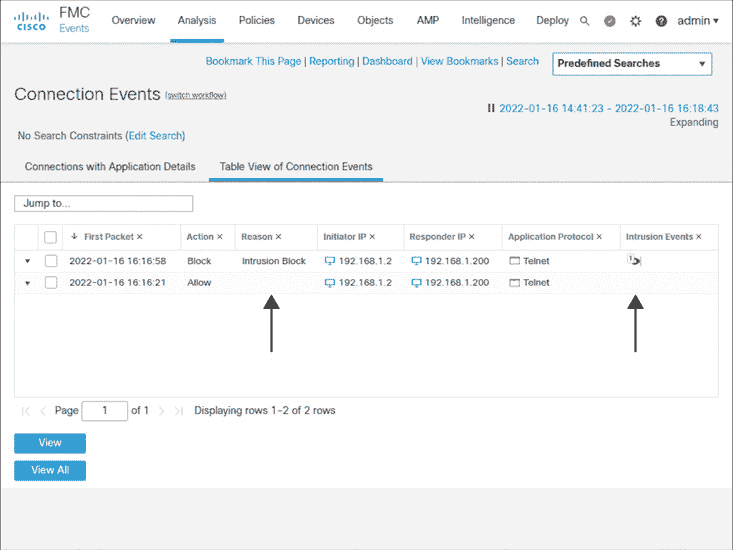 CISCO
FMC
Events
Overview Analysis Policies Devices Objects AMP Intelligence Deploy admin ▾
Bookmark This Page | Reporting | Dashboard | View Bookmarks | Search
Predefined Searches
Connection Events (switch workflow)
2022-01-16 14:41:23 - 2022-01-16 16:18:43
Expanding
No Search Constraints (Edit Search)
Connections with Application Details Table View of Connection Events
Jump to...
↓ First Packet × Action × Reason × Initiator IP × Responder IP × Application Protocol × Intrusion Events ×
2022-01-16 16:16:58 Block Intrusion Block 192.168.1.2 192.168.1.200 Telnet
2022-01-16 16:16:21 Allow 192.168.1.2 192.168.1.200 Telnet
Page 1 of 1 Displaying rows 1-2 of 2 rows
View
View All